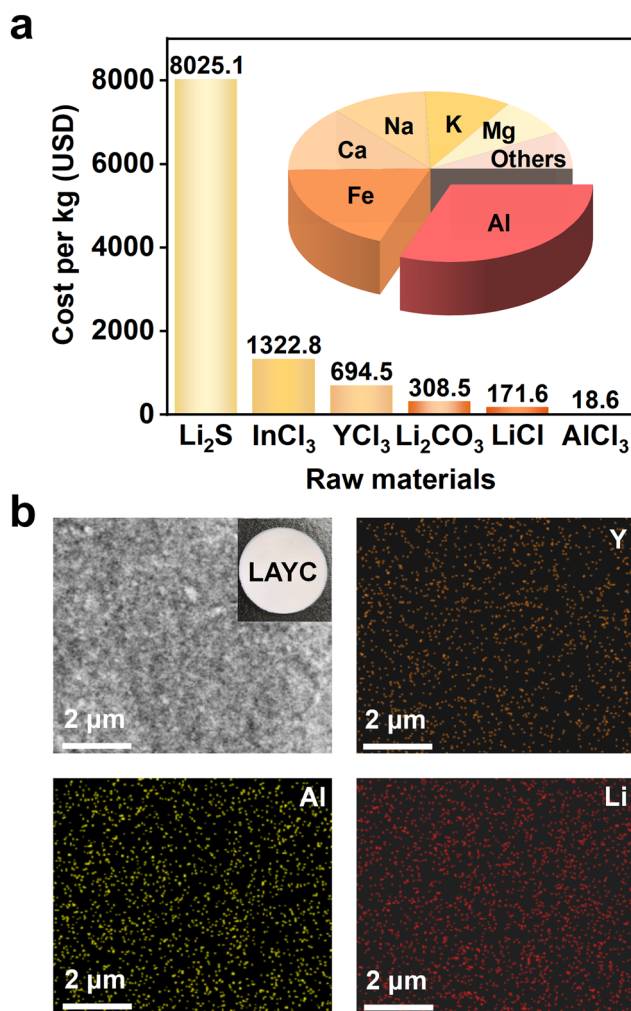 a
Cost per kg (USD)
8000
6000
4000
2000
0
8025.1
1322.8
694.5
308.5
171.6
18.6
Li₂S
InCl₃
YCl₃
Li₂CO₃
LiCl
AlCl₃
Raw materials
Ca
Na
K
Mg
Others
Fe
Al
b
LAYC
2 µm
Y
2 µm
Al
2 µm
Li
2 µm